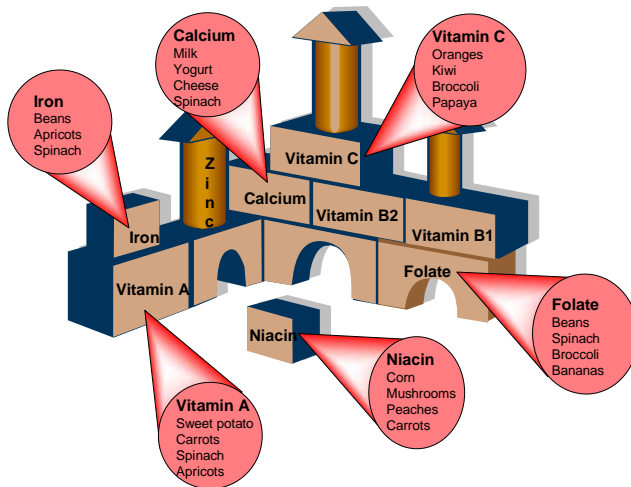 Calcium
Milk
Yogurt
Cheese
Spinach
Vitamin C
Oranges
Kiwi
Broccoli
Papaya
Iron
Beans
Apricots
Spinach
Zinc
Vitamin C
Calcium
Vitamin B2
Vitamin B1
Iron
Vitamin A
Folate
Niacin
Folate
Beans
Spinach
Broccoli
Bananas
Niacin
Corn
Mushrooms
Peaches
Carrots
Vitamin A
Sweet potato
Carrots
Spinach
Apricots